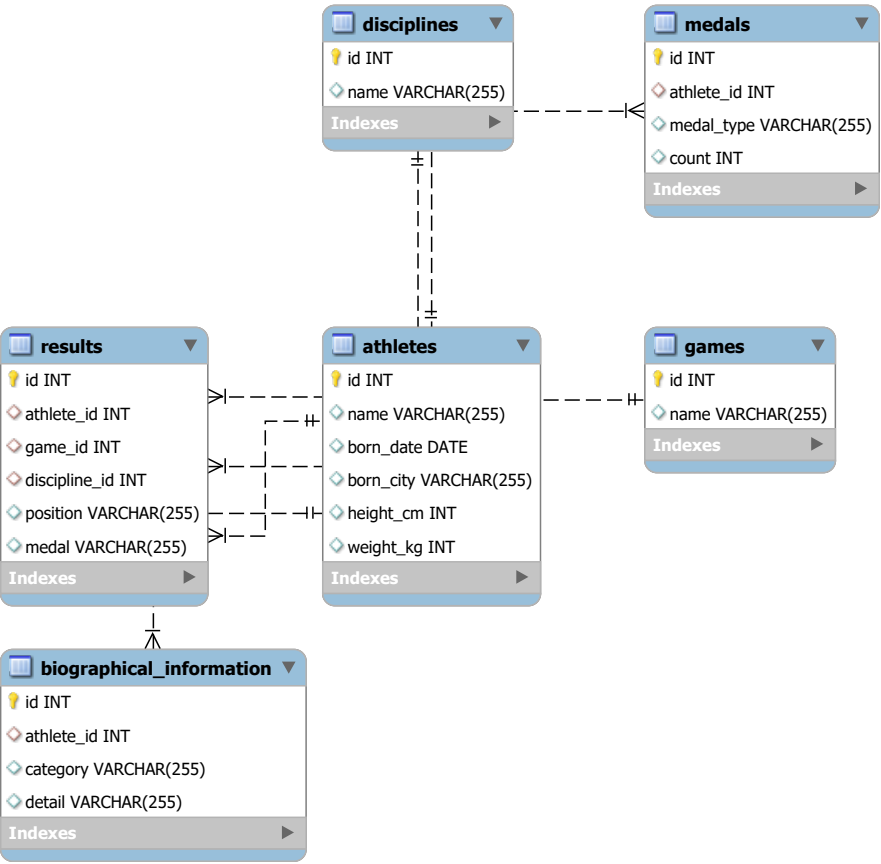 disciplines
id INT
name VARCHAR(255)
Indexes
medals
id INT
athlete_id INT
medal_type VARCHAR(255)
count INT
Indexes
results
id INT
athlete_id INT
game_id INT
discipline_id INT
position VARCHAR(255)
medal VARCHAR(255)
Indexes
athletes
id INT
name VARCHAR(255)
born_date DATE
born_city VARCHAR(255)
height_cm INT
weight_kg INT
Indexes
games
id INT
name VARCHAR(255)
Indexes
biographical_information
id INT
athlete_id INT
category VARCHAR(255)
detail VARCHAR(255)
Indexes